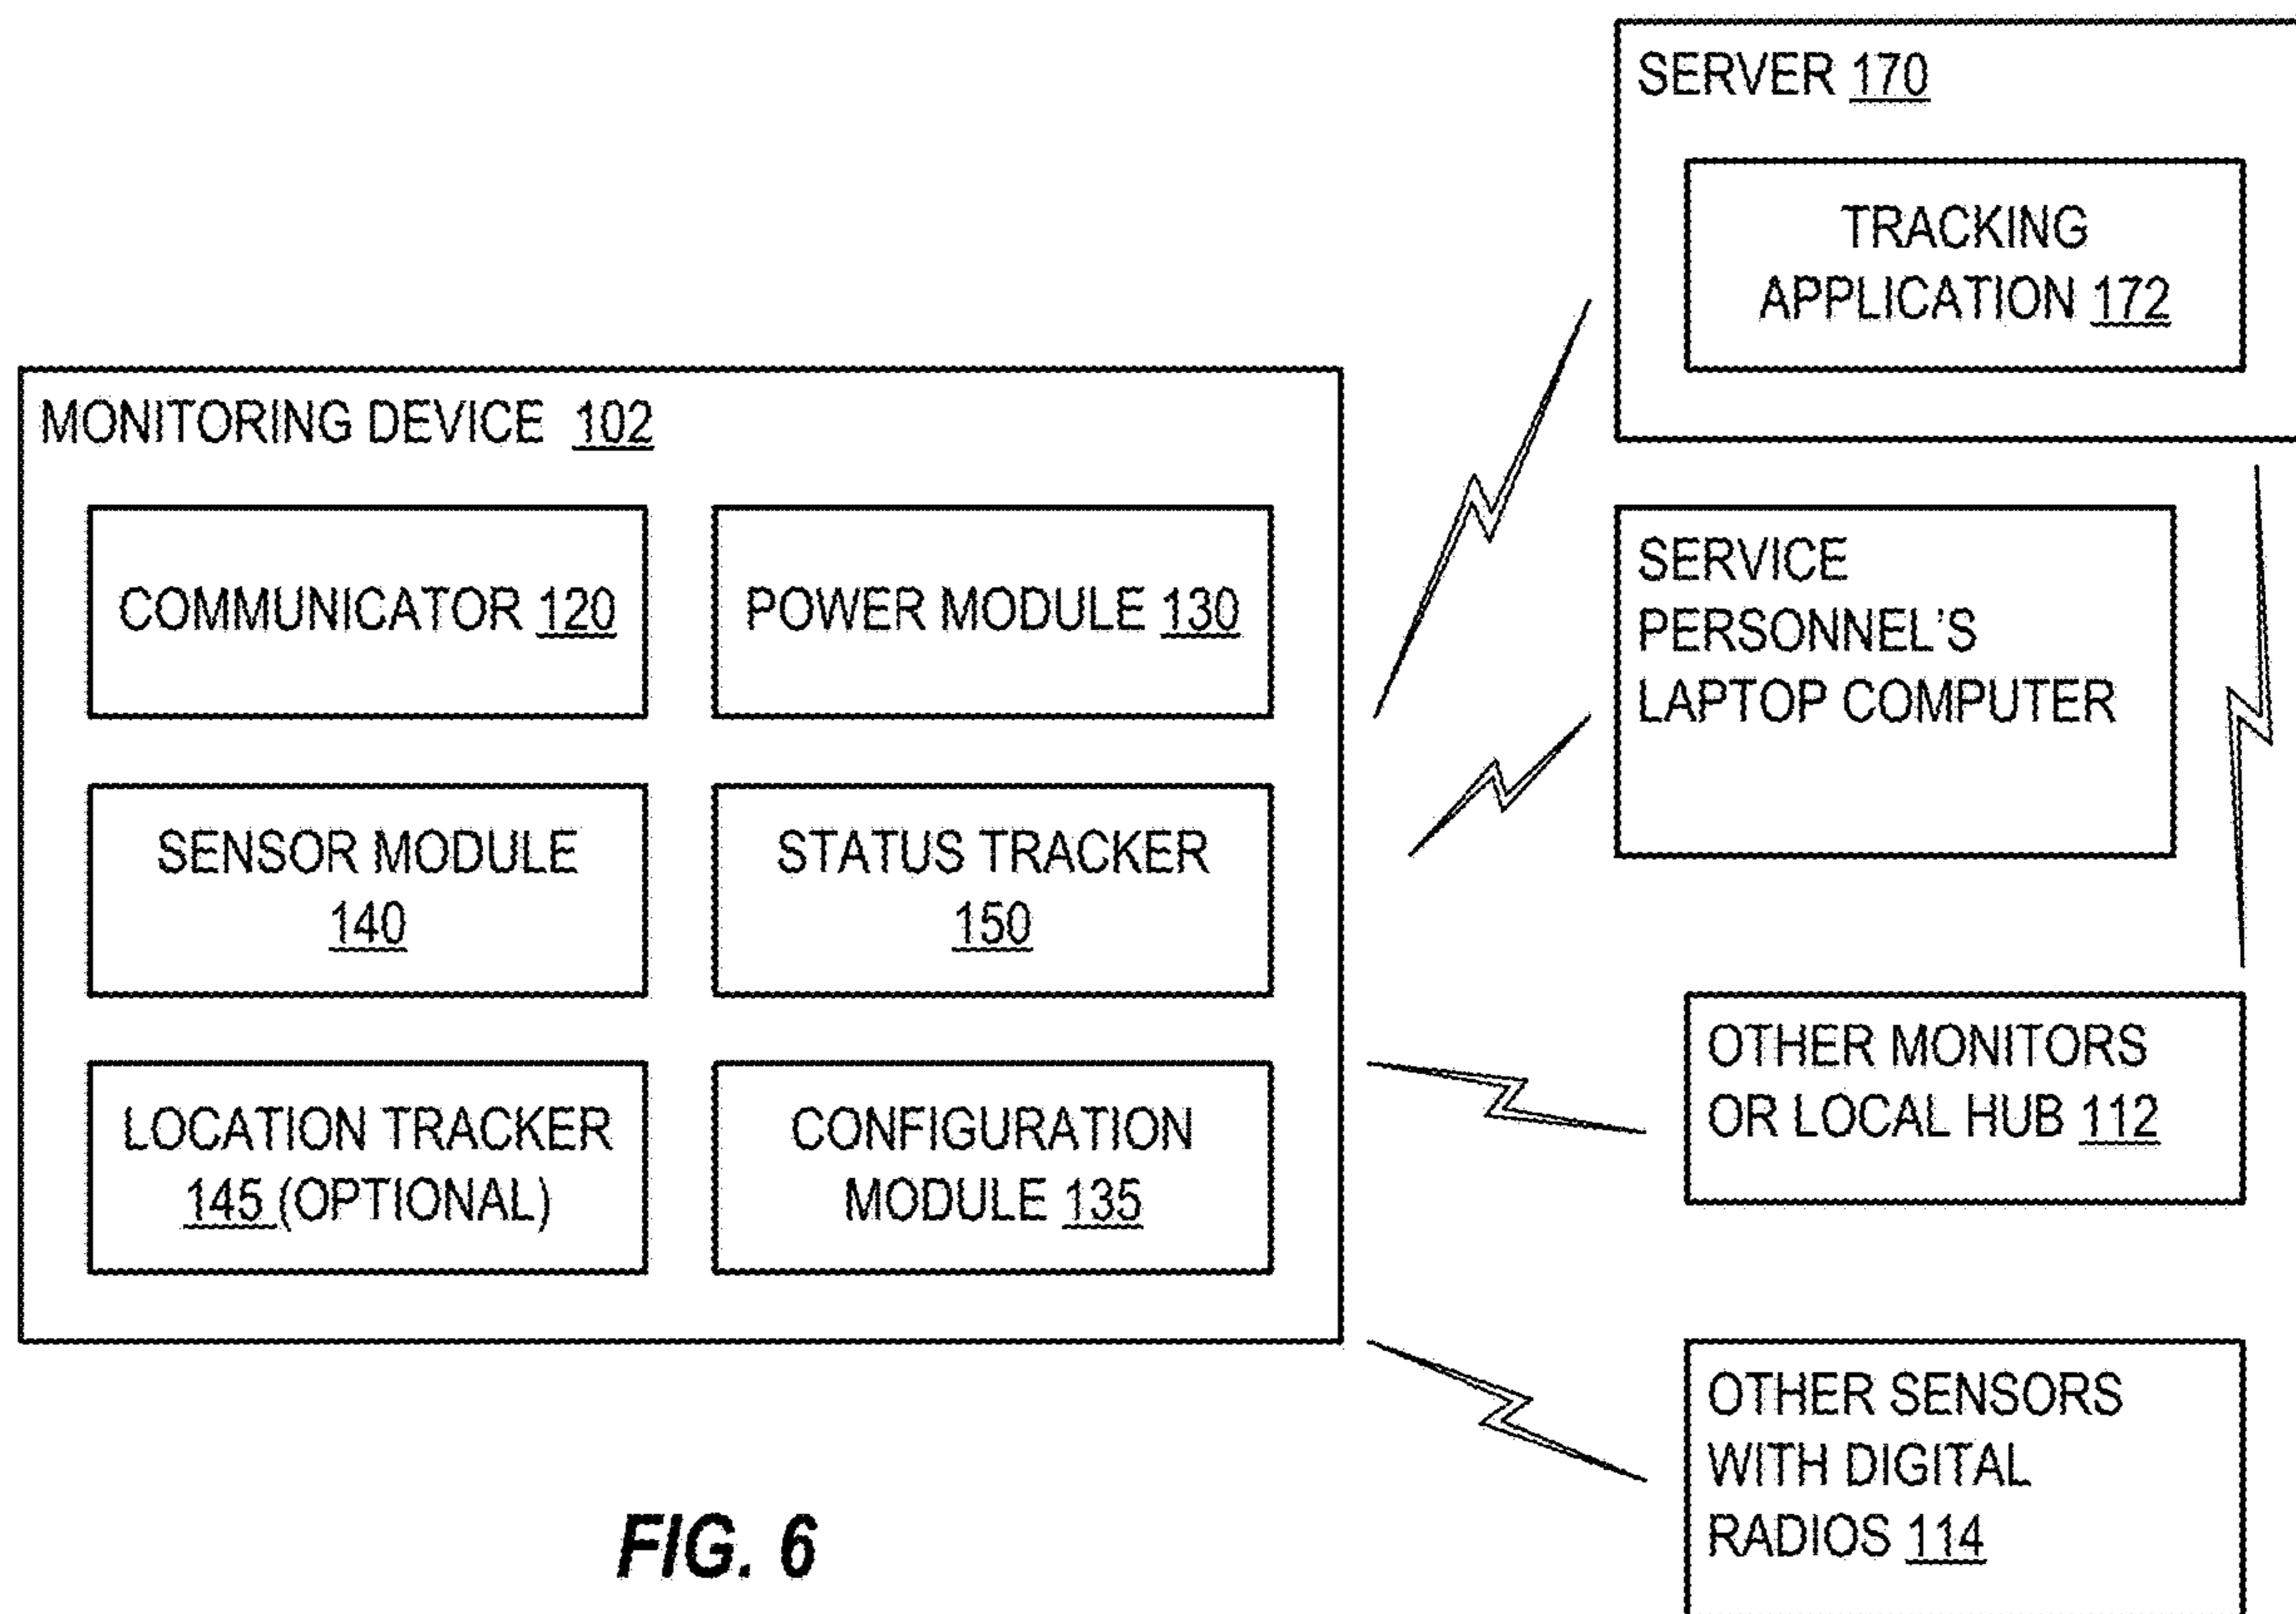 SERVER 170
TRACKING
APPLICATION 172
MONITORING DEVICE 102
COMMUNICATOR 120
POWER MODULE 130
SENSOR MODULE
140
STATUS TRACKER
150
LOCATION TRACKER
145 (OPTIONAL)
CONFIGURATION
MODULE 135
SERVICE
PERSONNEL'S
LAPTOP COMPUTER
OTHER MONITORS
OR LOCAL HUB 112
OTHER SENSORS
WITH DIGITAL
RADIOS 114
FIG. 6